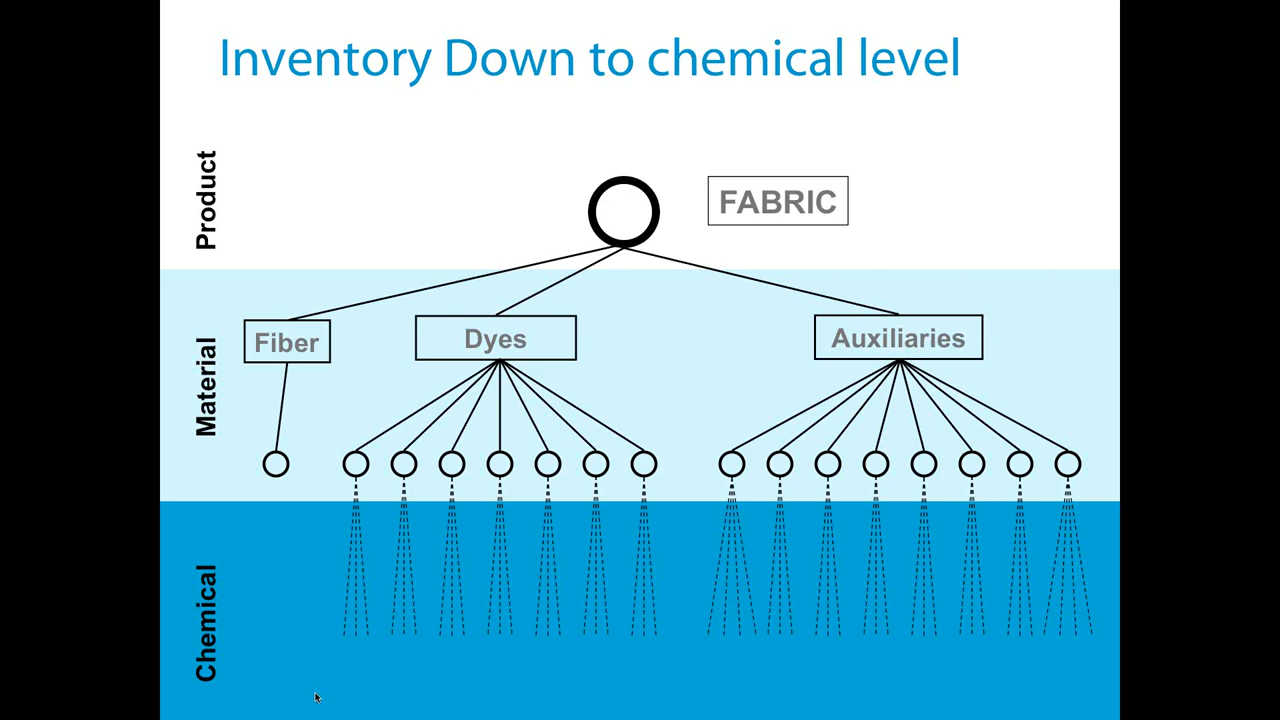 Inventory Down to chemical level
Product
FABRIC
Material
Fiber
Dyes
Auxiliaries
Chemical